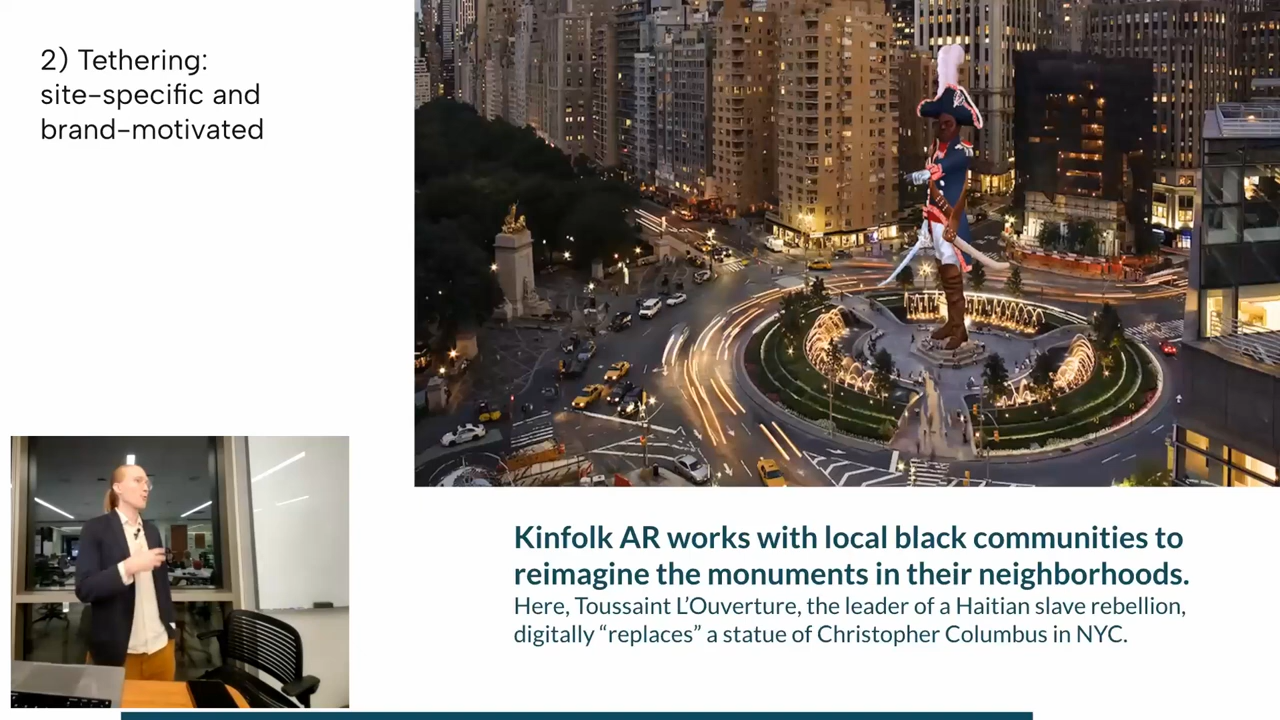 2) Tethering:
site-specific and
brand-motivated
Kinfolk AR works with local black communities to
reimagine the monuments in their neighborhoods.
Here, Toussaint L’Ouverture, the leader of a Haitian slave rebellion,
digitally “replaces” a statue of Christopher Columbus in NYC.